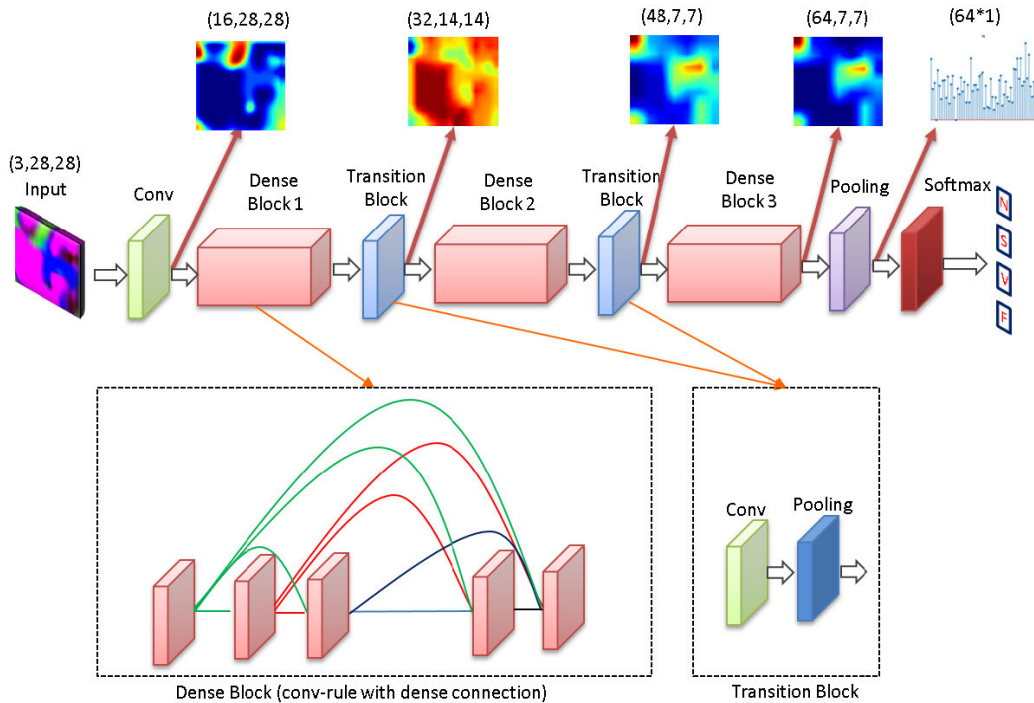 (16,28,28)
(32,14,14)
(48,7,7)
(64,7,7)
(64*1)
(3,28,28)
Input
Conv
Dense
Block 1
Transition
Block
Dense
Block 2
Transition
Block
Dense
Block 3
Pooling
Softmax
N
S
V
F
Conv
Pooling
Dense Block (conv-rule with dense connection)
Transition Block